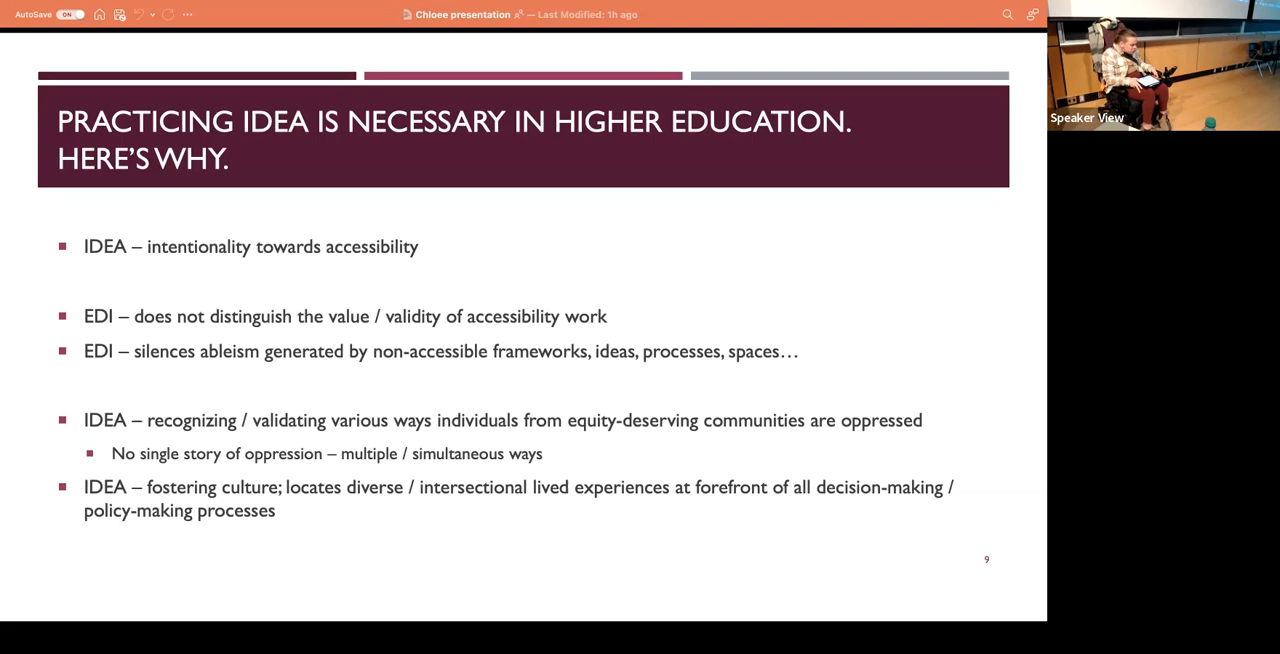 AutoSave ON
Chloee presentation — Last Modified: 1h ago
Speaker View
PRACTICING IDEA IS NECESSARY IN HIGHER EDUCATION.
HERE'S WHY.
IDEA – intentionality towards accessibility
EDI – does not distinguish the value / validity of accessibility work
EDI – silences ableism generated by non-accessible frameworks, ideas, processes, spaces…
IDEA – recognizing / validating various ways individuals from equity-deserving communities are oppressed
No single story of oppression – multiple / simultaneous ways
IDEA – fostering culture; locates diverse / intersectional lived experiences at forefront of all decision-making /
policy-making processes
9